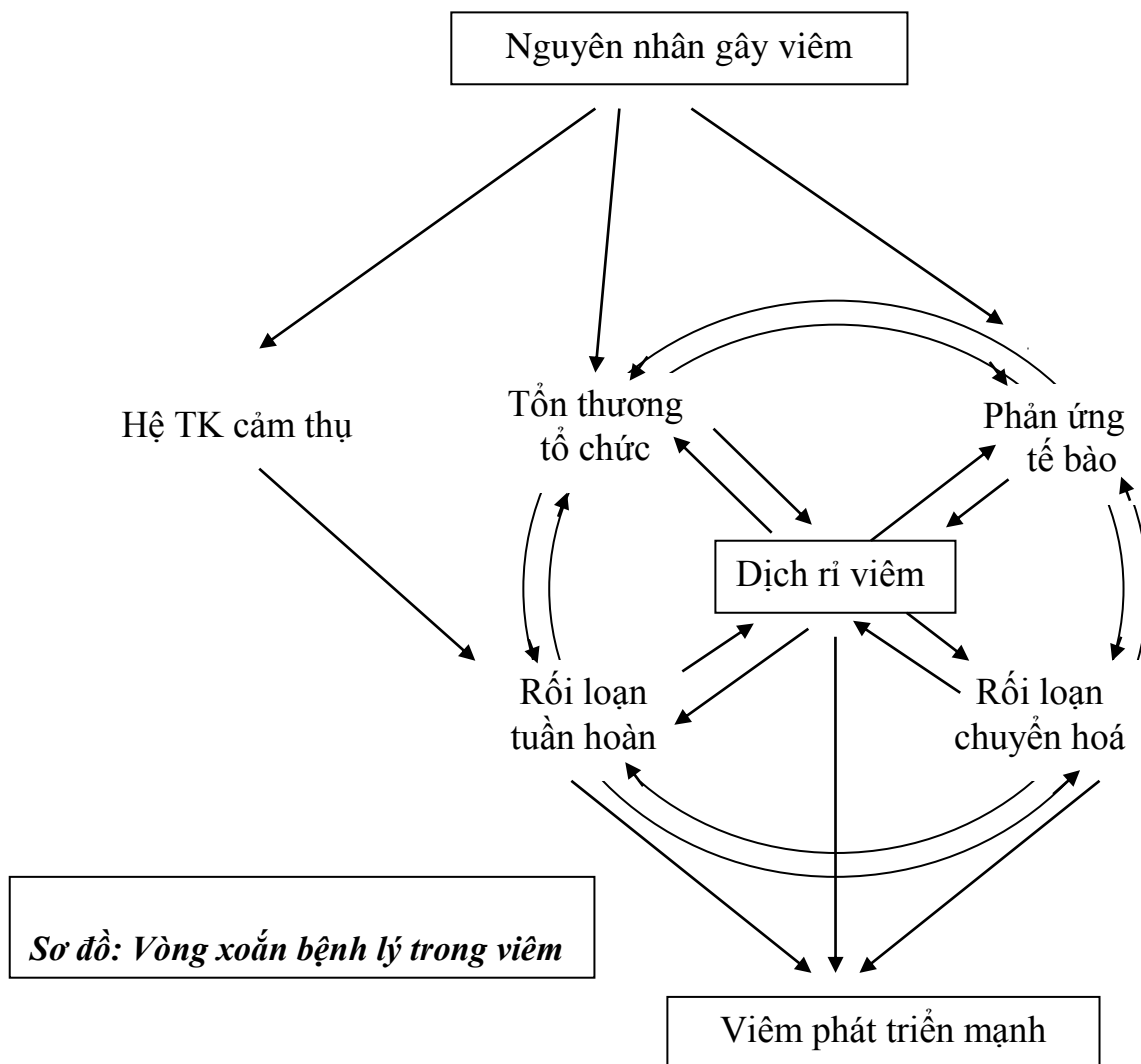 Nguyên nhân gây viêm
Hệ TK cảm thụ
Tổn thương
tổ chức
Phản ứng
tế bào
Dịch rỉ viêm
Rối loạn
tuần hoàn
Rối loạn
chuyển hoá
Sơ đồ: Vòng xoắn bệnh lý trong viêm
Viêm phát triển mạnh